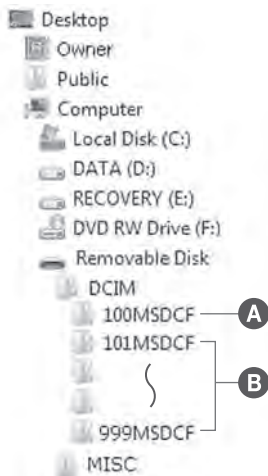 Desktop
Owner
Public
Computer
Local Disk (C:)
DATA (D:)
RECOVERY (E:)
DVD RW Drive (F:)
Removable Disk
DCIM
100MSDCF A
101MSDCF
B
999MSDCF
MISC